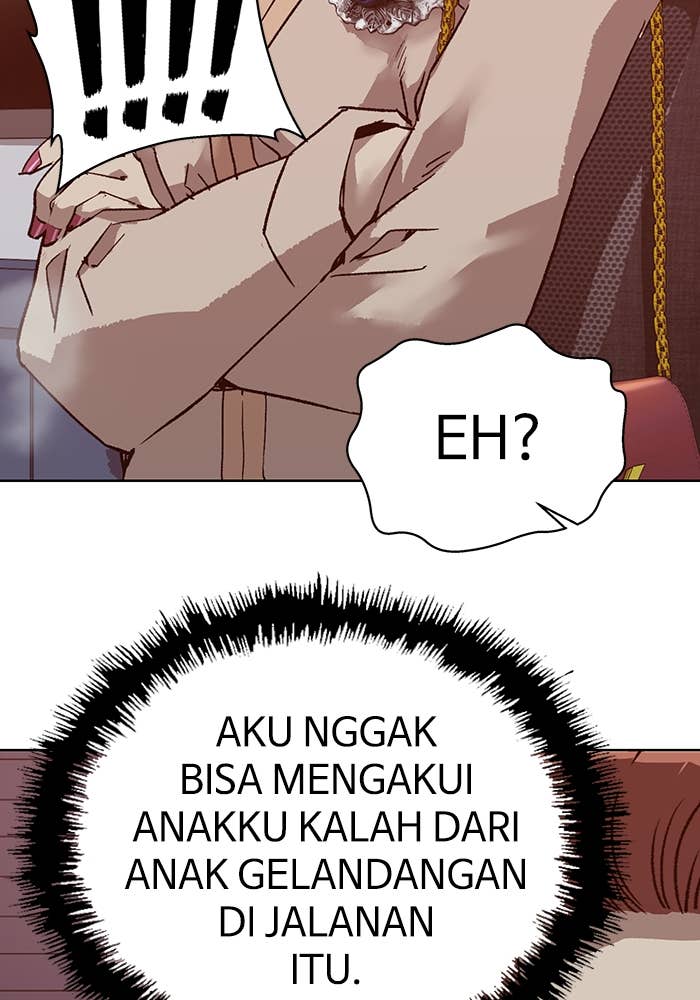 !!!!
EH?
AKU NGGAK
BISA MENGAKUI
ANAKKU KALAH DARI
ANAK GELANDANGAN
DI JALANAN
ITU.